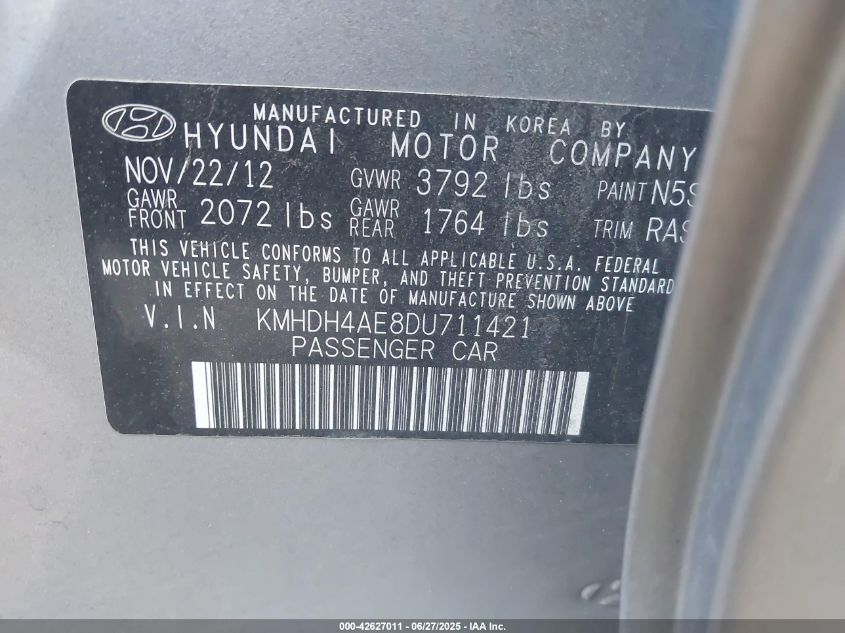 MANUFACTURED IN KOREA BY
HYUNDAI MOTOR COMPANY
NOV/22/12 GVWR 3792 lbs PAINT
GAWR FRONT 2072 lbs GAWR REAR 1764 lbs TRIM
THIS VEHICLE CONFORMS TO ALL APPLICABLE U.S.A. FEDERAL
MOTOR VEHICLE SAFETY, BUMPER, AND THEFT PREVENTION STANDARD
IN EFFECT ON THE DATE OF MANUFACTURE SHOWN ABOVE
V.I.N KMHDH4AE8DU711421
PASSENGER CAR
000-42627011 - 06/27/2025 - IAA Inc.